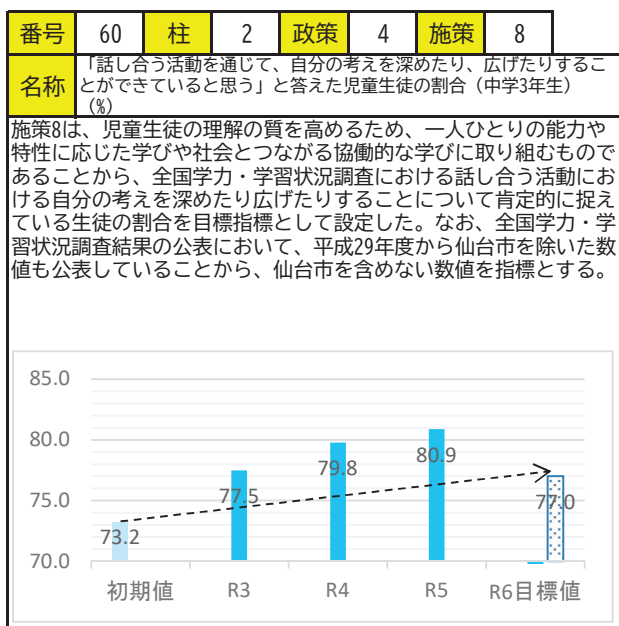 番号 60 柱 2 政策 4 施策 8
名称 「話し合う活動を通じて、自分の考えを深めたり、広げたりするこ
とができていると思う」と答えた児童生徒の割合（中学3年生）
（%）
施策8は、児童生徒の理解の質を高めるため、一人ひとりの能力や
特性に応じた学びや社会とつながる協働的な学びに取り組むもので
あることから、全国学力・学習状況調査における話し合う活動にお
ける自分の考えを深めたり広げたりすることについて肯定的に捉え
ている生徒の割合を目標指標として設定した。なお、全国学力・学
習状況調査結果の公表において、平成29年度から仙台市を除いた数
値も公表していることから、仙台市を含めない数値を指標とする。
85.0
80.0
75.0
70.0
73.2
77.5
79.8
80.9
77.0
初期値 R3 R4 R5 R6目標値